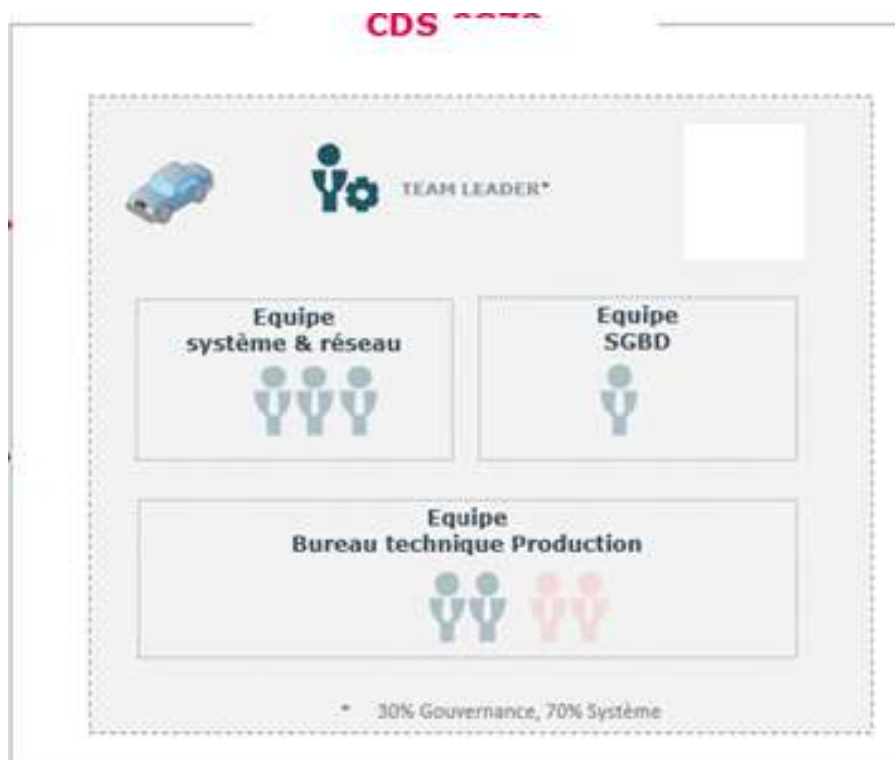 CDS
TEAM LEADER*
Equipe
système & réseau
Equipe
SGBD
Equipe
Bureau technique Production
* 30% Gouvernance, 70% Système